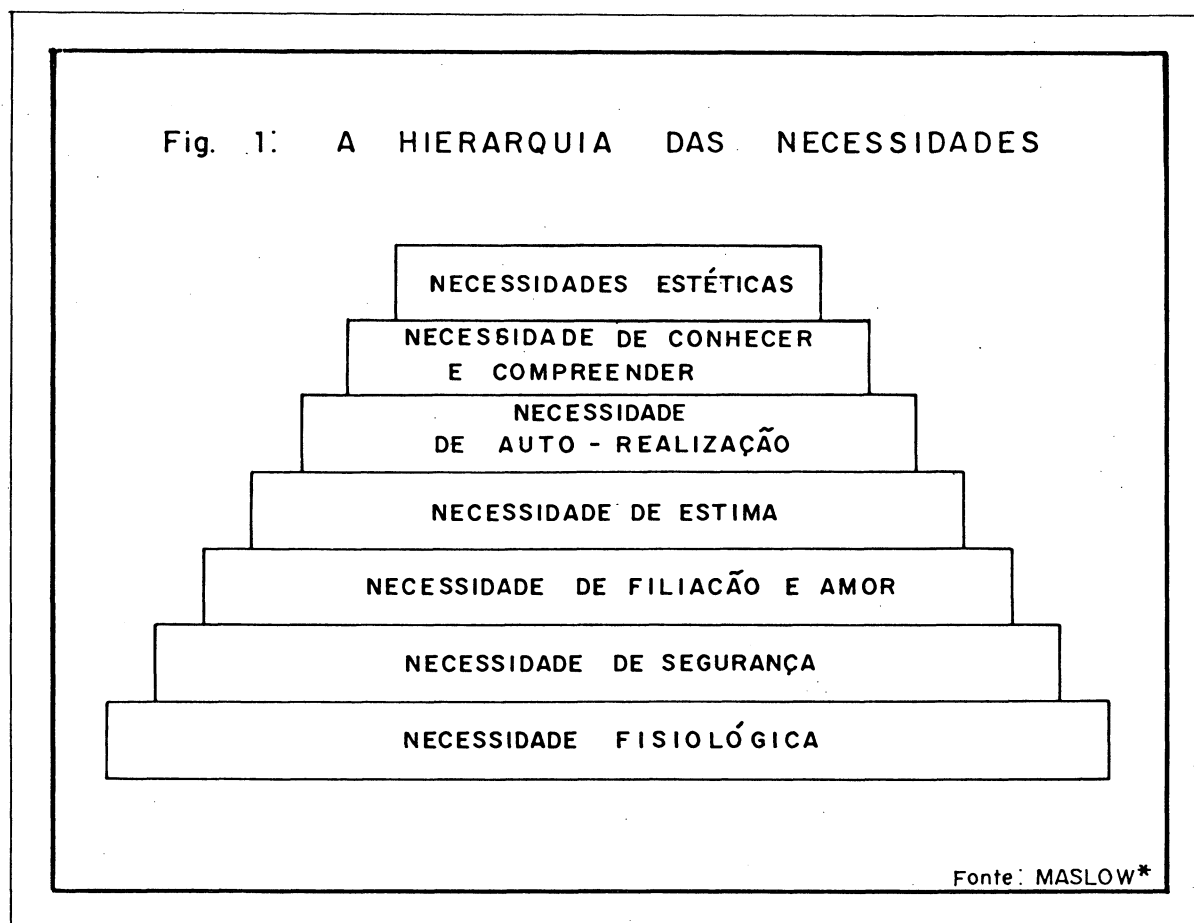 Fig. 1: A HIERARQUIA DAS NECESSIDADES
NECESSIDADES ESTÉTICAS
NECESSIDADE DE CONHECER
E COMPREENDER
NECESSIDADE
DE AUTO - REALIZAÇÃO
NECESSIDADE DE ESTIMA
NECESSIDADE DE FILIACÃO E AMOR
NECESSIDADE DE SEGURANÇA
NECESSIDADE FISIOLÓGICA
Fonte: MASLOW*